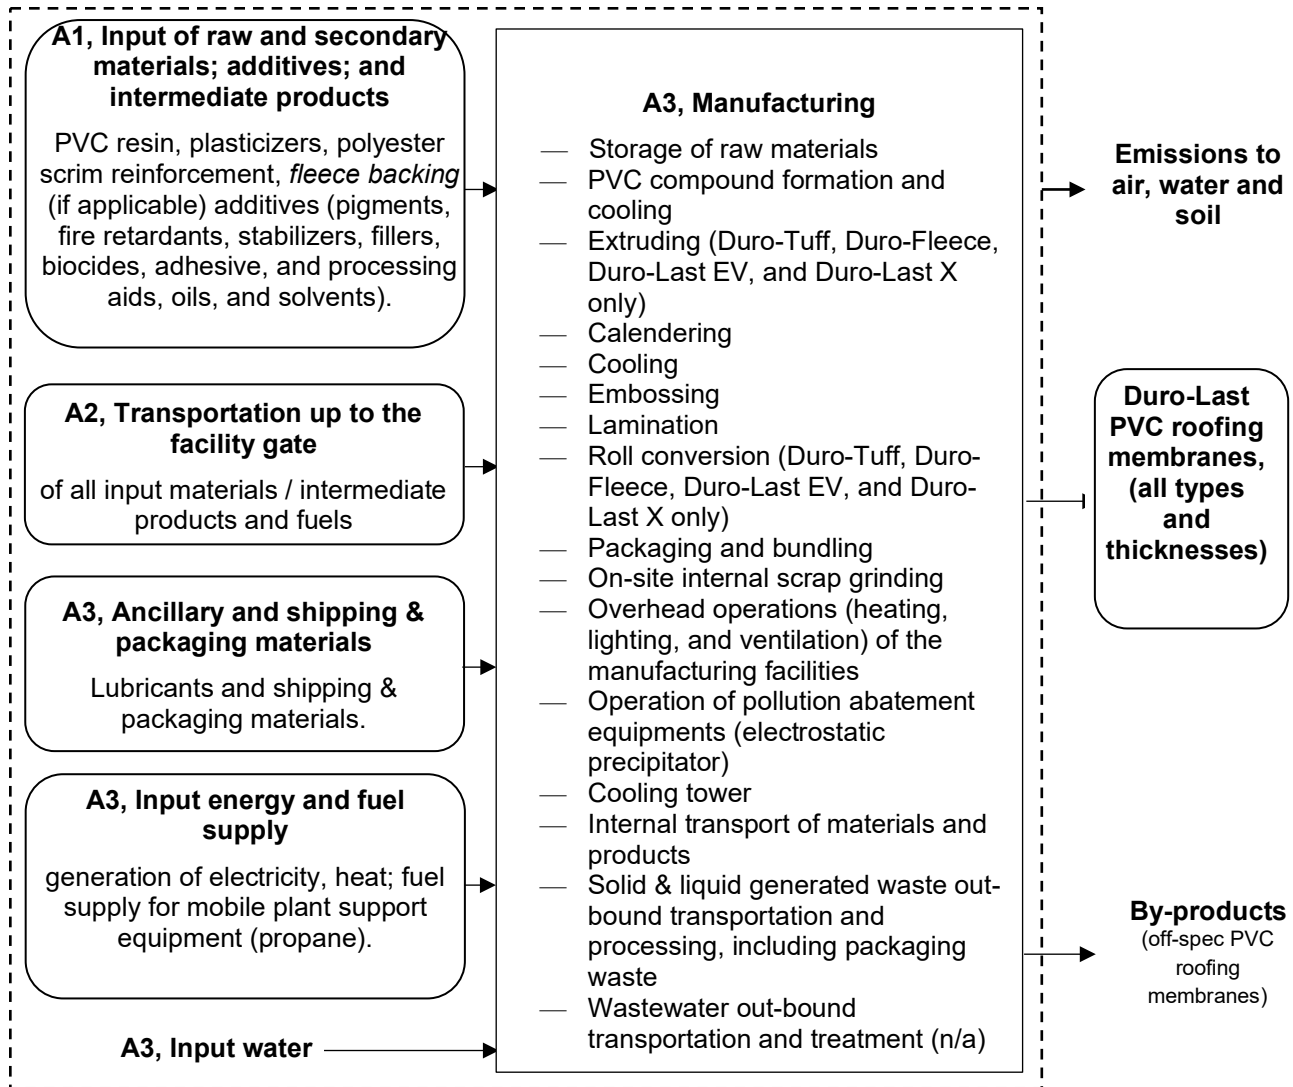 A1, Input of raw and secondary
materials; additives; and
intermediate products
PVC resin, plasticizers, polyester
scrim reinforcement, fleece backing
(if applicable) additives (pigments,
fire retardants, stabilizers, fillers,
biocides, adhesive, and processing
aids, oils, and solvents).
A2, Transportation up to the
facility gate
of all input materials / intermediate
products and fuels
A3, Ancillary and shipping &
packaging materials
Lubricants and shipping &
packaging materials.
A3, Input energy and fuel
supply
generation of electricity, heat; fuel
supply for mobile plant support
equipment (propane).
A3, Input water
A3, Manufacturing
— Storage of raw materials
— PVC compound formation and
cooling
— Extruding (Duro-Tuff, Duro-Fleece,
Duro-Last EV, and Duro-Last X
only)
— Calendering
— Cooling
— Embossing
— Lamination
— Roll conversion (Duro-Tuff, Duro-
Fleece, Duro-Last EV, and Duro-
Last X only)
— Packaging and bundling
— On-site internal scrap grinding
— Overhead operations (heating,
lighting, and ventilation) of the
manufacturing facilities
— Operation of pollution abatement
equipments (electrostatic
precipitator)
— Cooling tower
— Internal transport of materials and
products
— Solid & liquid generated waste out-
bound transportation and
processing, including packaging
waste
— Wastewater out-bound
transportation and treatment (n/a)
Emissions to
air, water and
soil
Duro-Last
PVC roofing
membranes,
(all types
and
thicknesses)
By-products
(off-spec PVC
roofing
membranes)